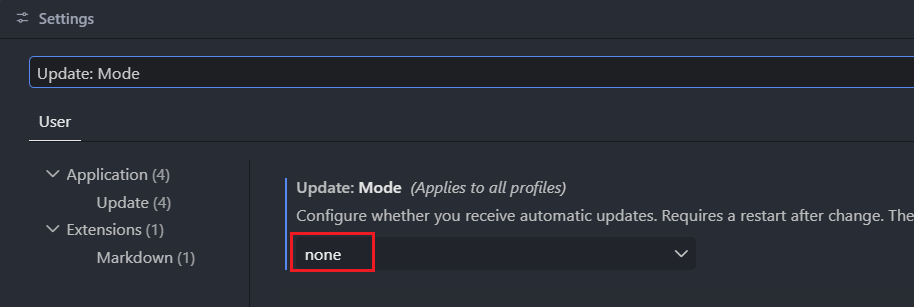 Settings
Update: Mode
User
Application (4)
Update (4)
Extensions (1)
Markdown (1)
Update: Mode (Applies to all profiles)
Configure whether you receive automatic updates. Requires a restart after change. The
none